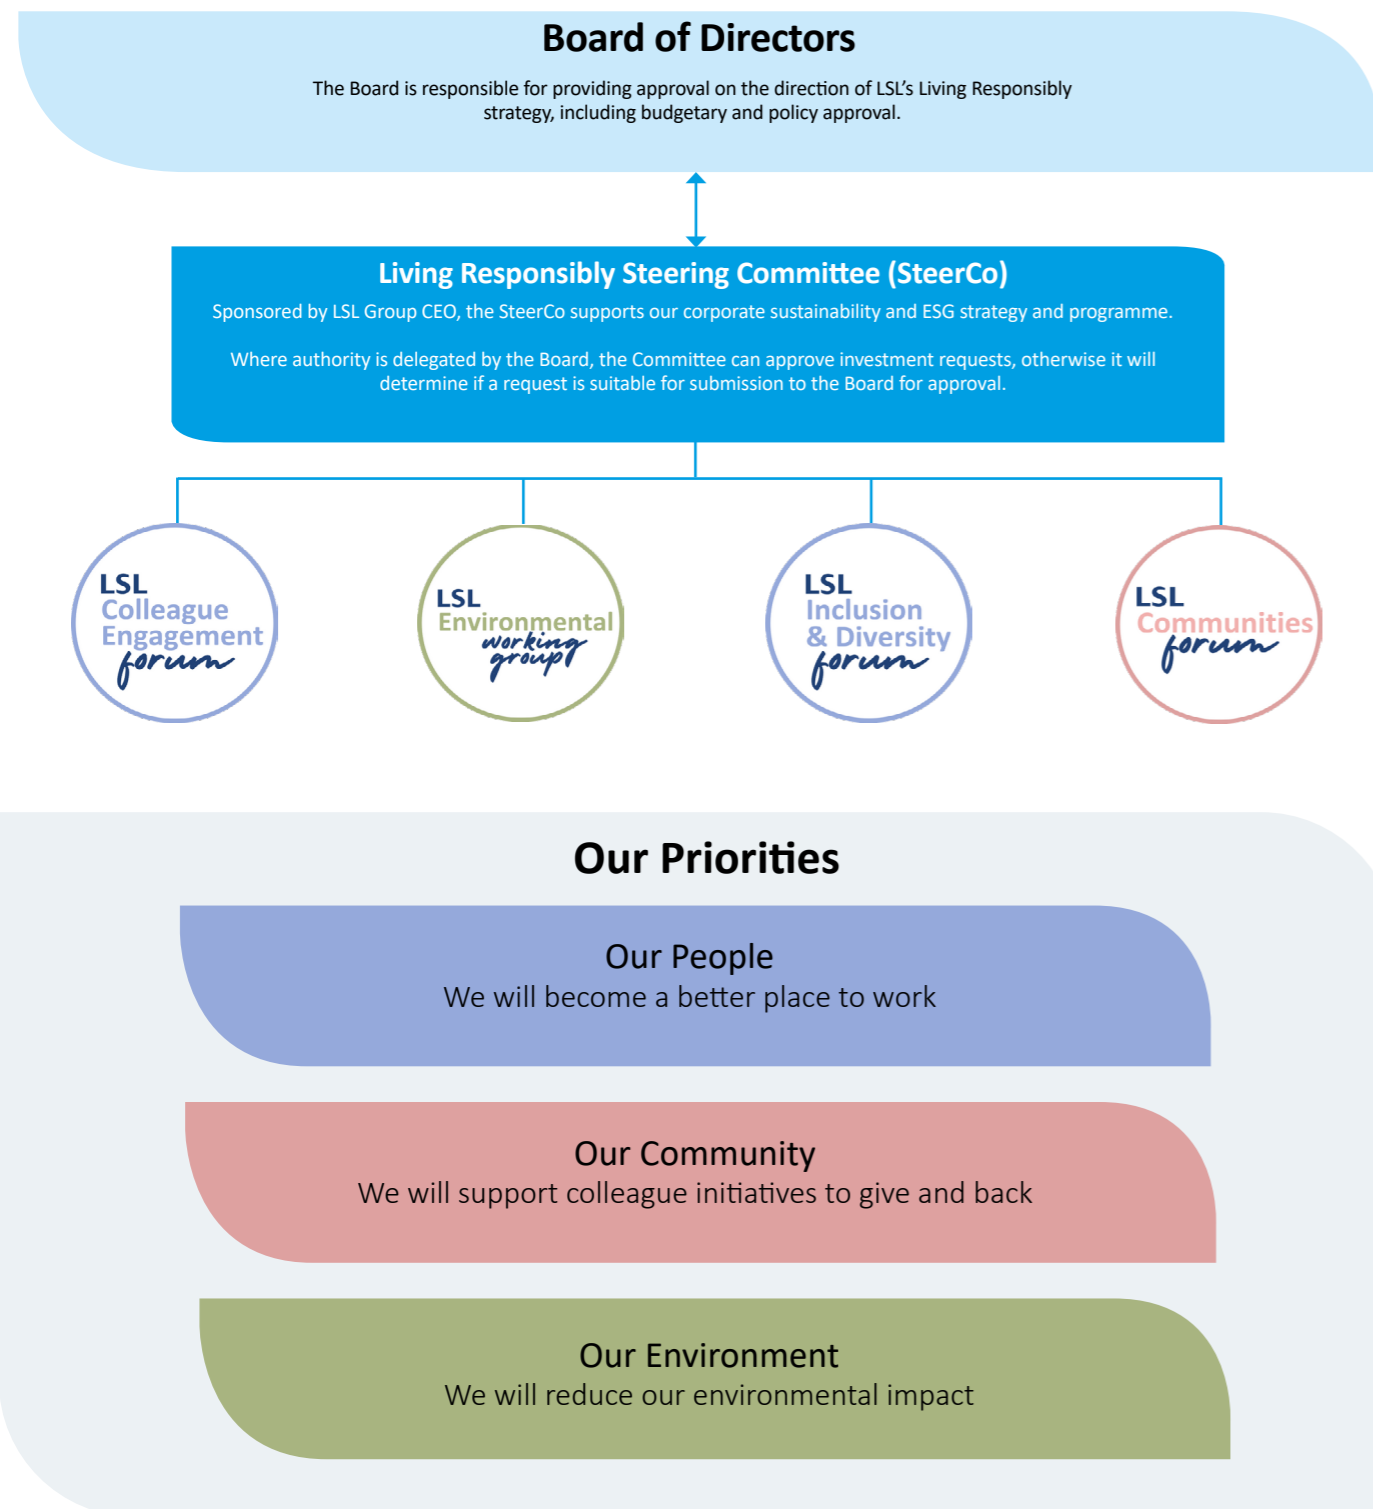 Board of Directors
The Board is responsible for providing approval on the direction of LSL's Living Responsibly
strategy, including budgetary and policy approval.
Living Responsibly Steering Committee (SteerCo)
Sponsored by LSL Group CEO, the SteerCo supports our corporate sustainability and ESG strategy and programme.
Where authority is delegated by the Board, the Committee can approve investment requests, otherwise it will
determine if a request is suitable for submission to the Board for approval.
LSL
Colleague
Engagement
forum
LSL
Environmental
working
group
LSL
Inclusion
& Diversity
forum
LSL
Communities
forum
Our Priorities
Our People
We will become a better place to work
Our Community
We will support colleague initiatives to give and back
Our Environment
We will reduce our environmental impact